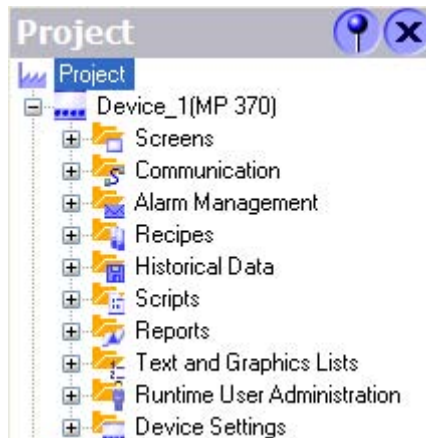 Project
Project
Device_1(MP 370)
Screens
Communication
Alarm Management
Recipes
Historical Data
Scripts
Reports
Text and Graphics Lists
Runtime User Administration
Device Settings